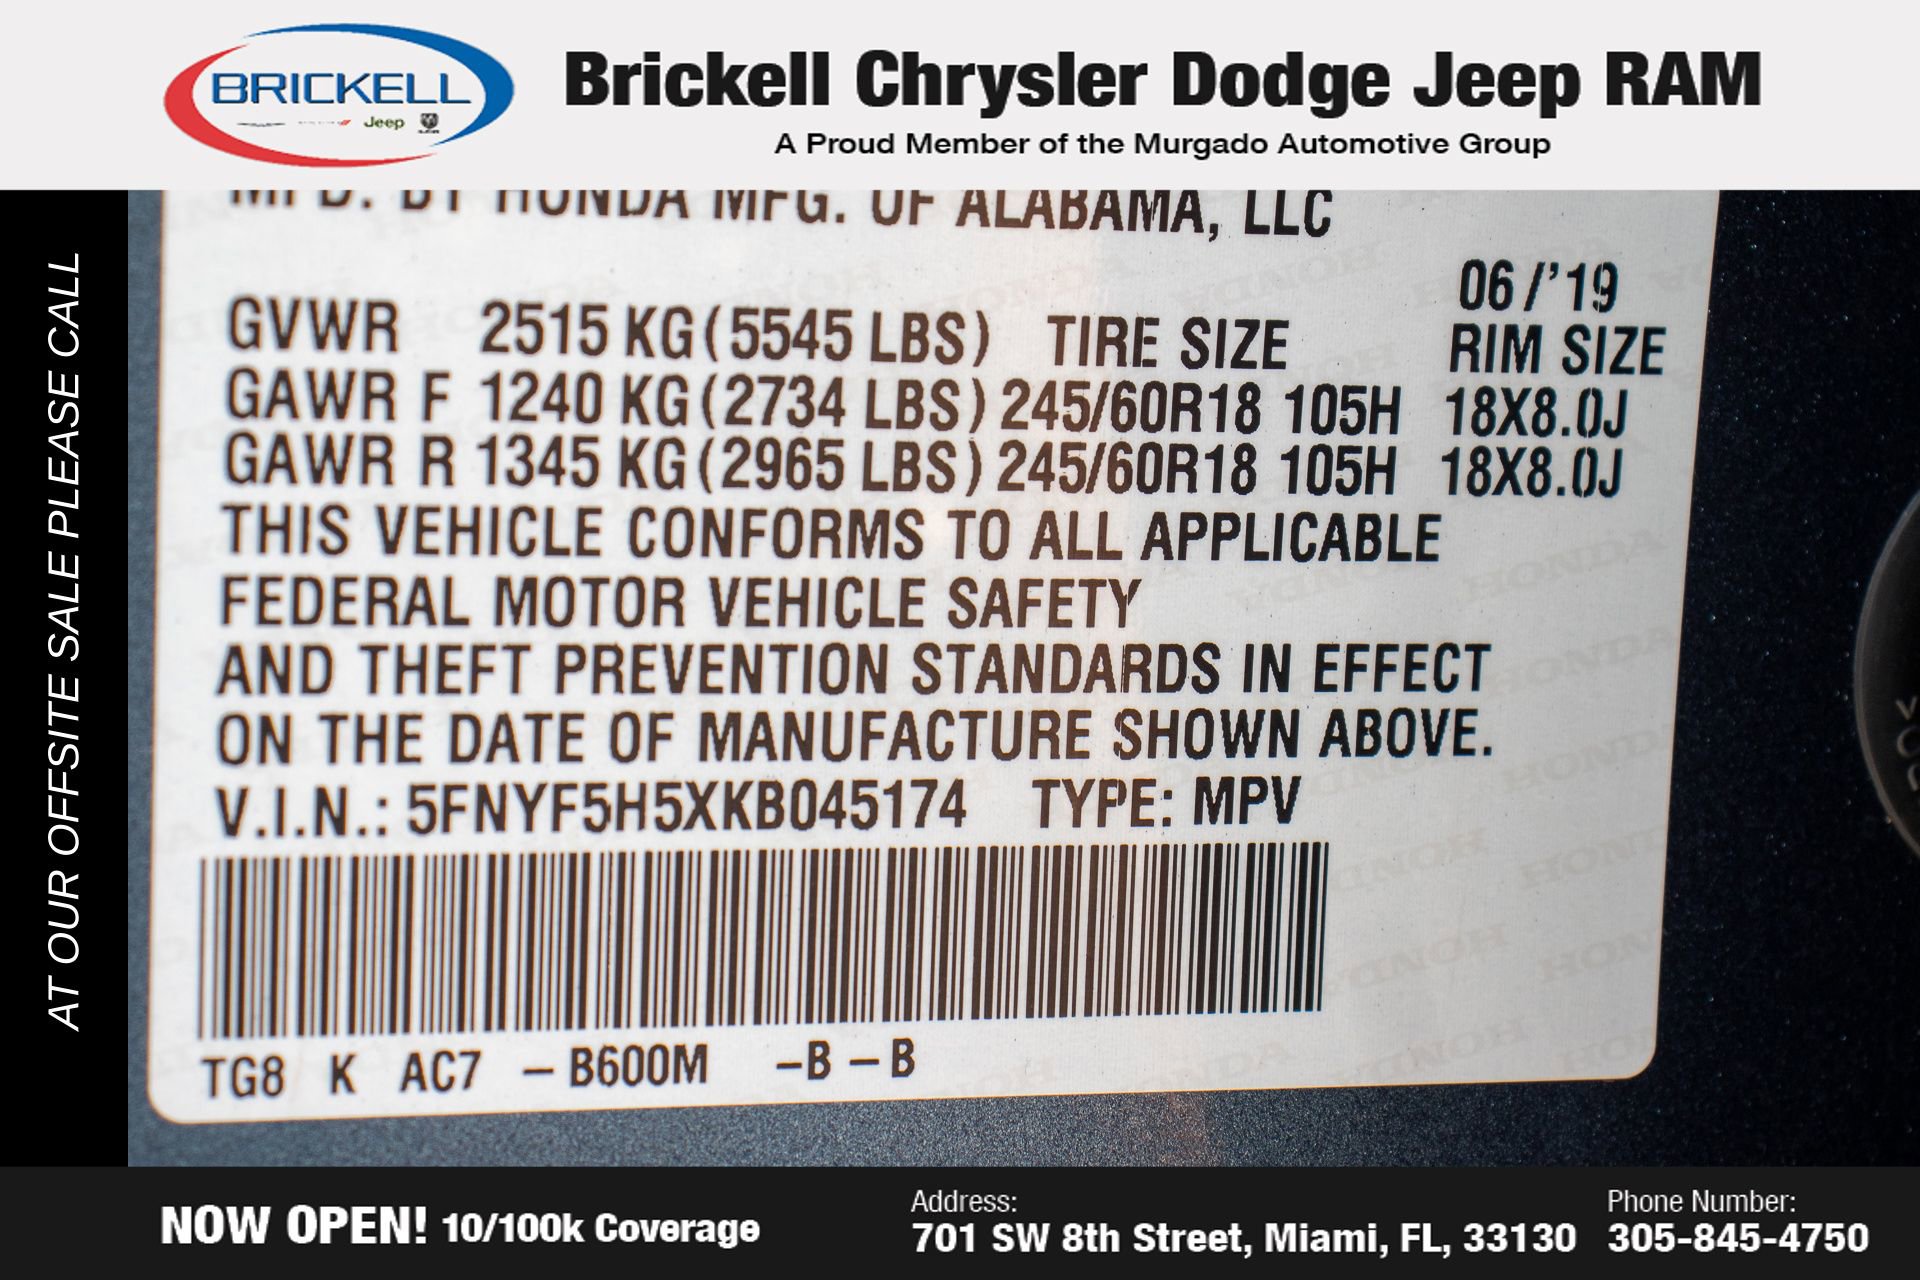 BRICKELL
Jeep
Brickell Chrysler Dodge Jeep RAM
A Proud Member of the Murgado Automotive Group
AT OUR OFFSITE SALE PLEASE CALL
MFD. BY HONDA MFG. OF ALABAMA, LLC
06/'19
GVWR 2515 KG (5545 LBS) TIRE SIZE RIM SIZE
GAWR F 1240 KG (2734 LBS) 245/60R18 105H 18X8.0J
GAWR R 1345 KG (2965 LBS) 245/60R18 105H 18X8.0J
THIS VEHICLE CONFORMS TO ALL APPLICABLE
FEDERAL MOTOR VEHICLE SAFETY
AND THEFT PREVENTION STANDARDS IN EFFECT
ON THE DATE OF MANUFACTURE SHOWN ABOVE.
V.I.N.: 5FNYF5H5XKB045174 TYPE: MPV
TG8 K AC7 – B600M –B – B
NOW OPEN! 10/100k Coverage
Address:
701 SW 8th Street, Miami, FL, 33130
Phone Number:
305-845-4750